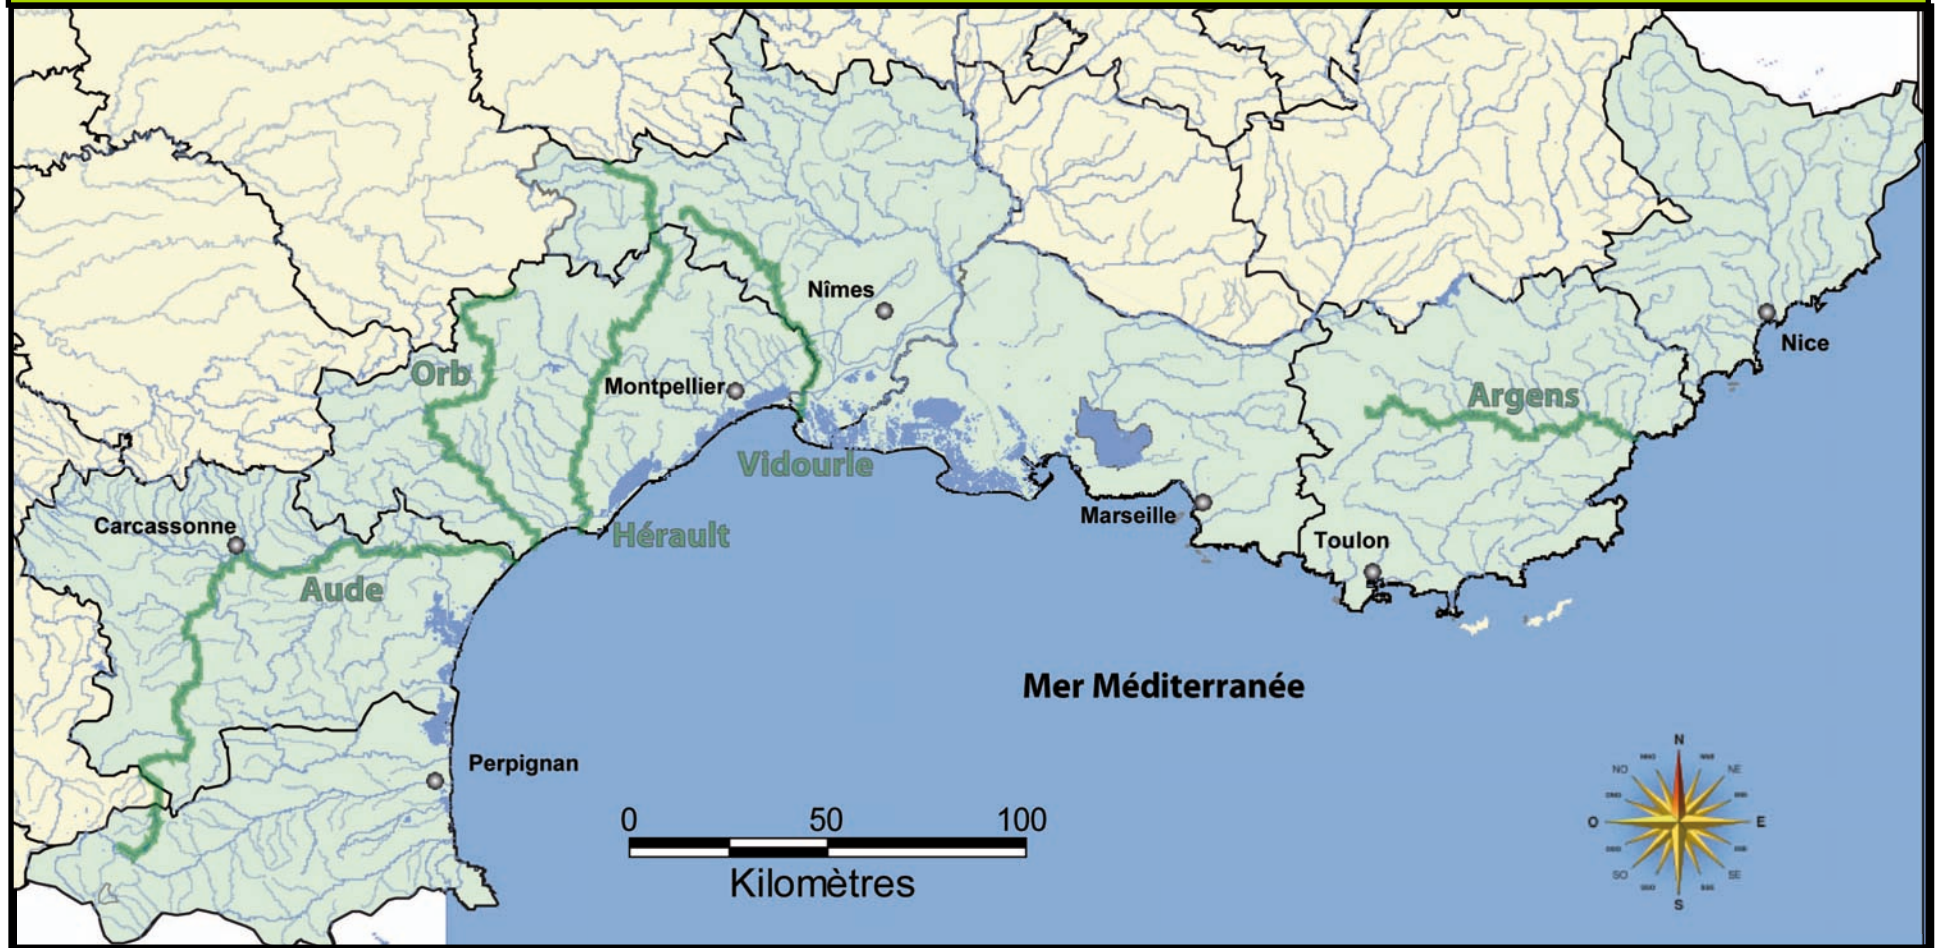 Nîmes
Nice
Orb
Montpellier
Argens
Vidourle
Carcassonne
Marseille
Hérault
Toulon
Aude
Mer Méditerranée
Perpignan
0 50 100
Kilomètres
N
NO NE
O E
SO SE
S